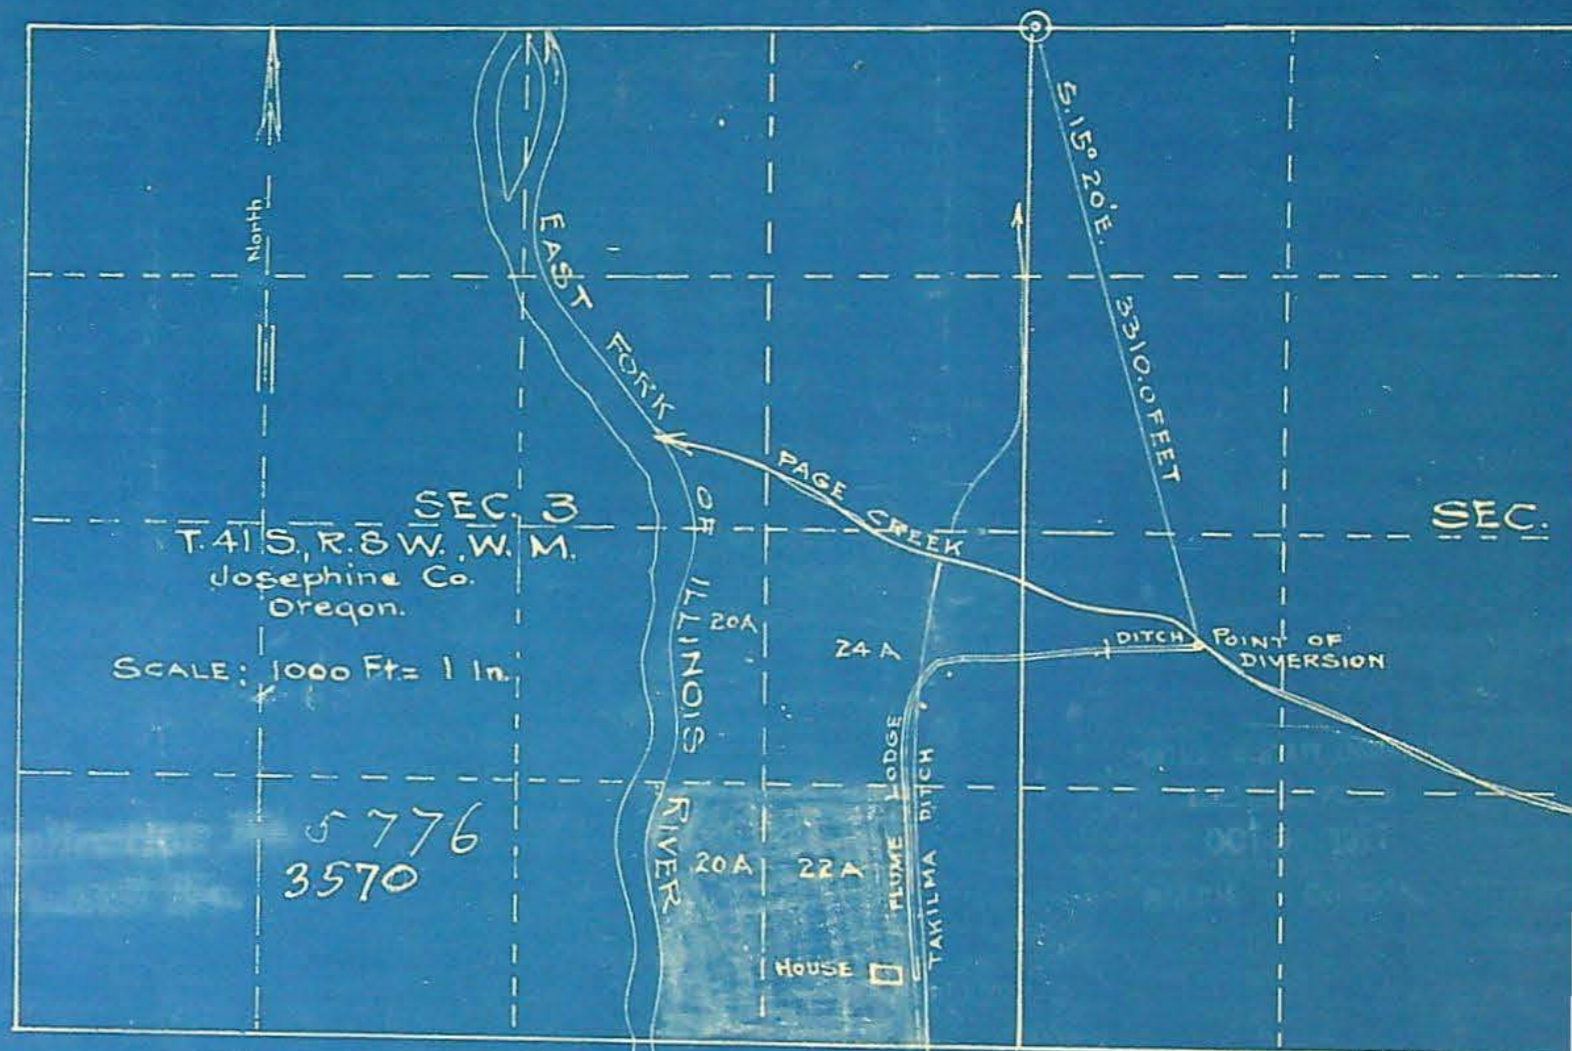 North
S. 15° 20' E. 3310.0 FEET
EAST FORK OF ILLINOIS RIVER
PAGE CREEK
SEC. 3
T. 41 S., R. 8 W., W. M.
Josephine Co.
Oregon.
SEC.
SCALE: 1000 Ft = 1 In.
20A
24 A
DITCH
POINT OF
DIVERSION
FLUME LODGE
TAKILMA DITCH
5776
3570
20A
22A
HOUSE